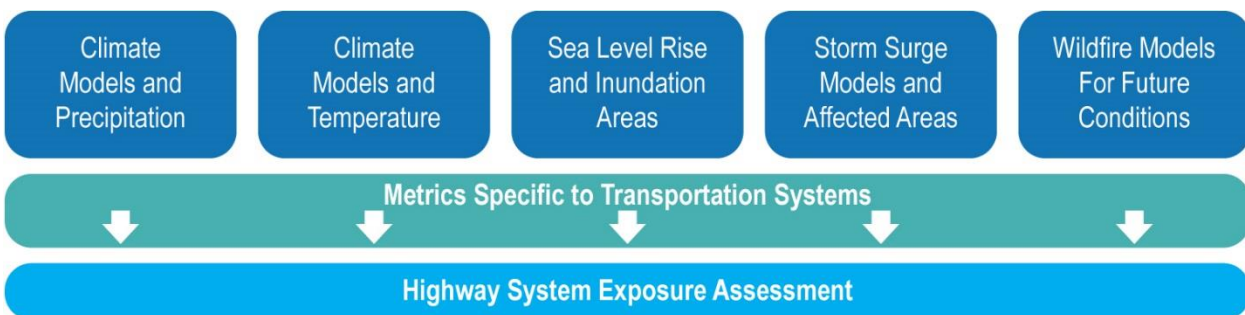 Climate
Models and
Precipitation
Climate
Models and
Temperature
Sea Level Rise
and Inundation
Areas
Storm Surge
Models and
Affected Areas
Wildfire Models
For Future
Conditions
Metrics Specific to Transportation Systems
Highway System Exposure Assessment